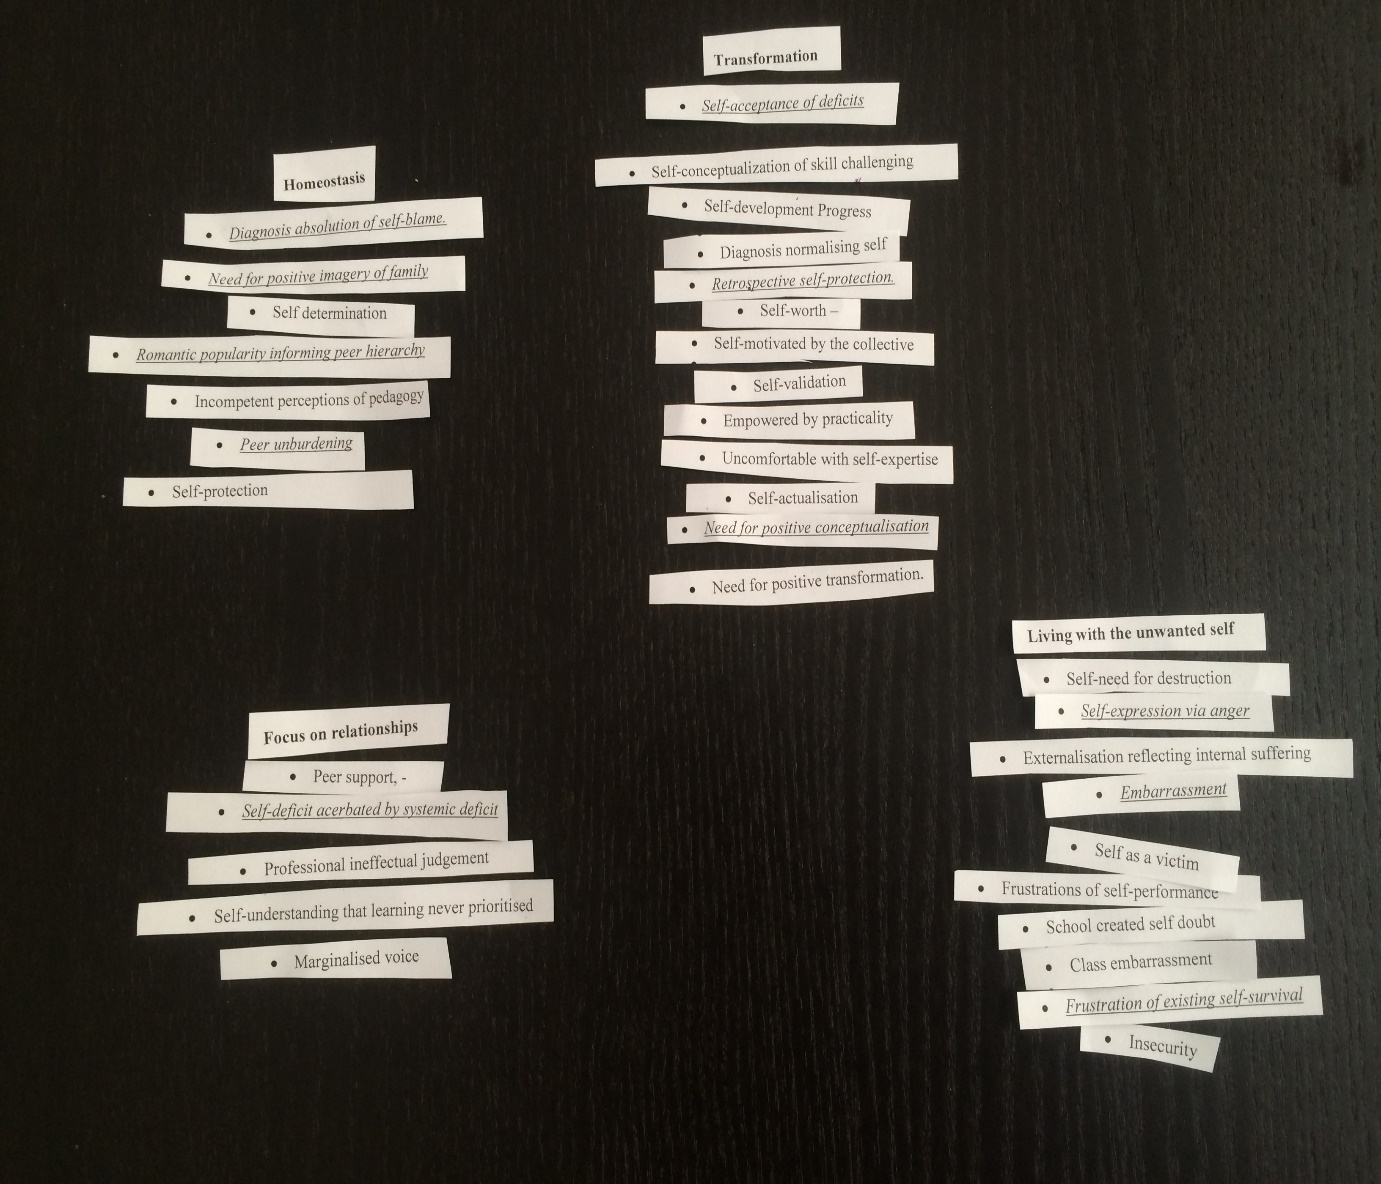 Transformation
• Self-acceptance of deficits
• Self-conceptualization of skill challenging
• Self-development Progress
• Diagnosis normalising self
• Retrospective self-protection.
• Self-worth –
• Self-motivated by the collective
• Self-validation
• Empowered by practicality
• Uncomfortable with self-expertise
• Self-actualisation
• Need for positive conceptualisation
• Need for positive transformation.
Homeostasis
• Diagnosis absolution of self-blame.
• Need for positive imagery of family
• Self determination
• Romantic popularity informing peer hierarchy
• Incompetent perceptions of pedagogy
• Peer unburdening
• Self-protection
Focus on relationships
• Peer support, -
• Self-deficit acerbated by systemic deficit
• Professional ineffectual judgement
• Self-understanding that learning never prioritised
• Marginalised voice
Living with the unwanted self
• Self-need for destruction
• Self-expression via anger
• Externalisation reflecting internal suffering
• Embarrassment
• Self as a victim
• Frustrations of self-performance
• School created self doubt
• Class embarrassment
• Frustration of existing self-survival
• Insecurity